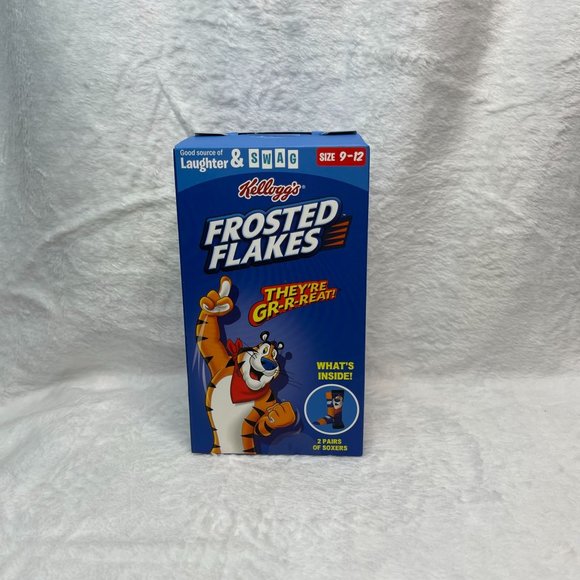 Good source of
Laughter & SWAG
SIZE 9-12
Kellogg's®
FROSTED
FLAKES
THEY'RE
GR-R-REAT!
WHAT'S
INSIDE!
2 PAIRS
OF SOXERS